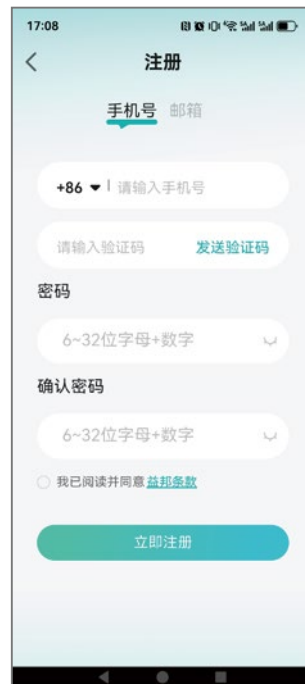 17:08
注册
手机号 邮箱
+86 请输入手机号
请输入验证码 发送验证码
密码
6~32位字母+数字
确认密码
6~32位字母+数字
我已阅读并同意益邦条款
立即注册